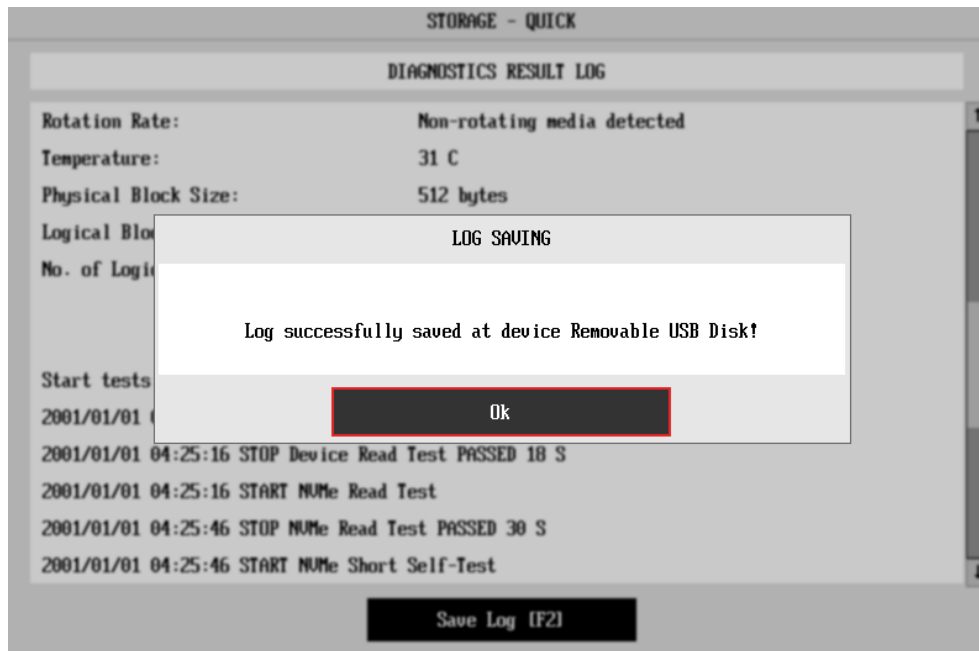 STORAGE - QUICK
DIAGNOSTICS RESULT LOG
Rotation Rate: Non-rotating media detected
Temperature: 31 C
Physical Block Size: 512 bytes
Logical
No. of
LOG SAVING
Log successfully saved at device Removable USB Disk!
Start tests
Ok
2001/01/01
2001/01/01 04:25:16 STOP Device Read Test PASSED 18 S
2001/01/01 04:25:16 START NVMe Read Test
2001/01/01 04:25:46 STOP NVMe Read Test PASSED 30 S
2001/01/01 04:25:46 START NVMe Short Self-Test
Save Log [F2]